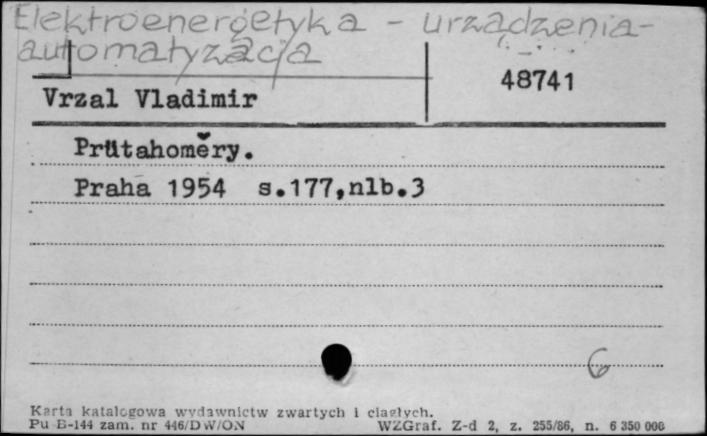 Elektroenergetyka - urządzenia-
automatyzacja
48741
Vrzal Vladimir
Průtahoměry.
Praha 1954 s.177,nlb.3
6
Karta katalogowa wydawnictw zwartych i ciągłych.
Pu B-144 zam. nr 446/DW/ON WZGraf. Z-d 2, z. 255/86, n. 6 350 000